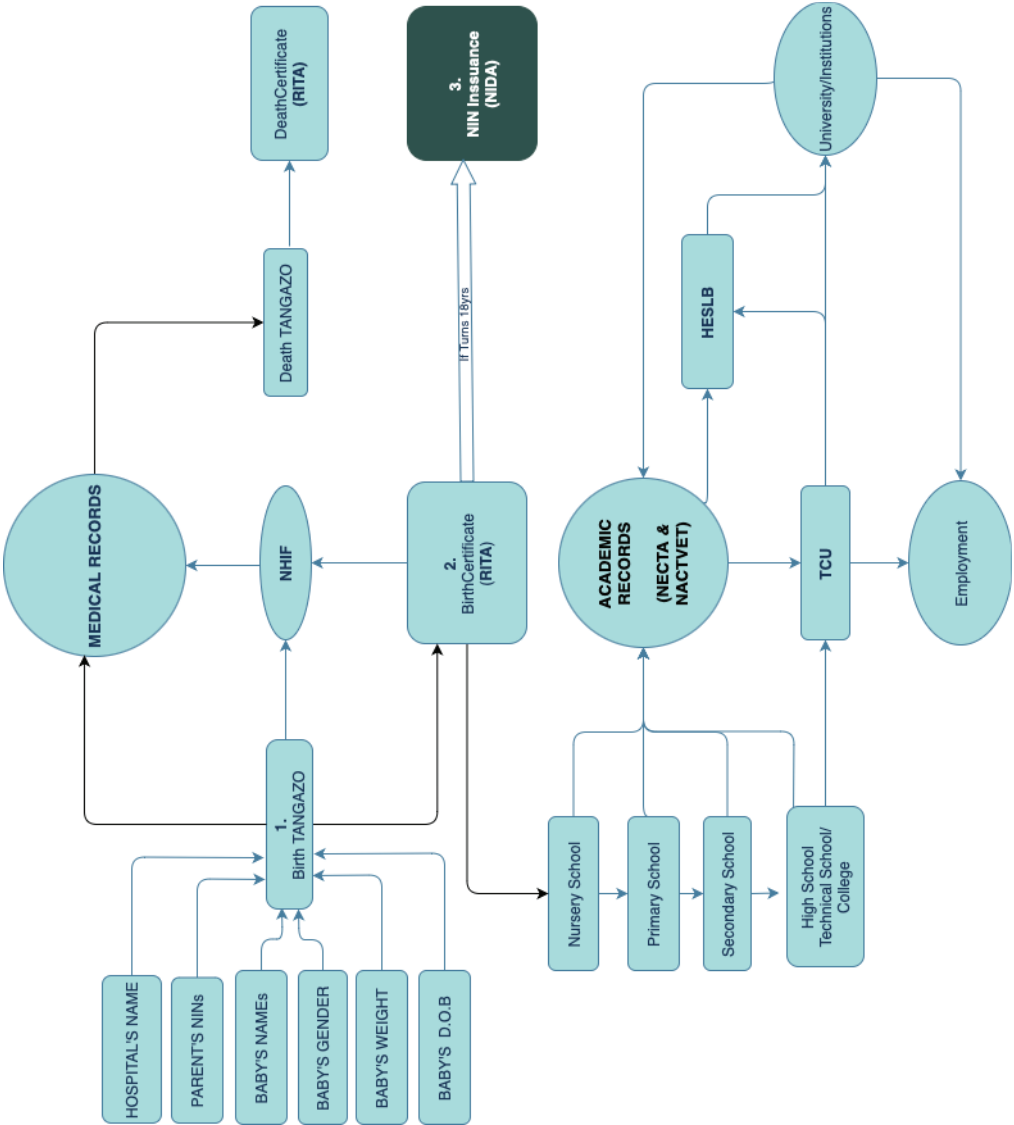 HOSPITAL'S NAME
PARENT'S NINs
BABY'S NAMEs
BABY'S GENDER
BABY'S WEIGHT
BABY'S D.O.B
1.
Birth TANGAZO
MEDICAL RECORDS
NHIF
2.
BirthCertificate
(RITA)
Death TANGAZO
DeathCertificate
(RITA)
If Turns 18yrs
3.
NIN Inssuance
(NIDA)
Nursery School
Primary School
Secondary School
High School
Technical School/
College
ACADEMIC
RECORDS
(NECTA &
NACTVET)
TCU
HESLB
University/Institutions
Employment